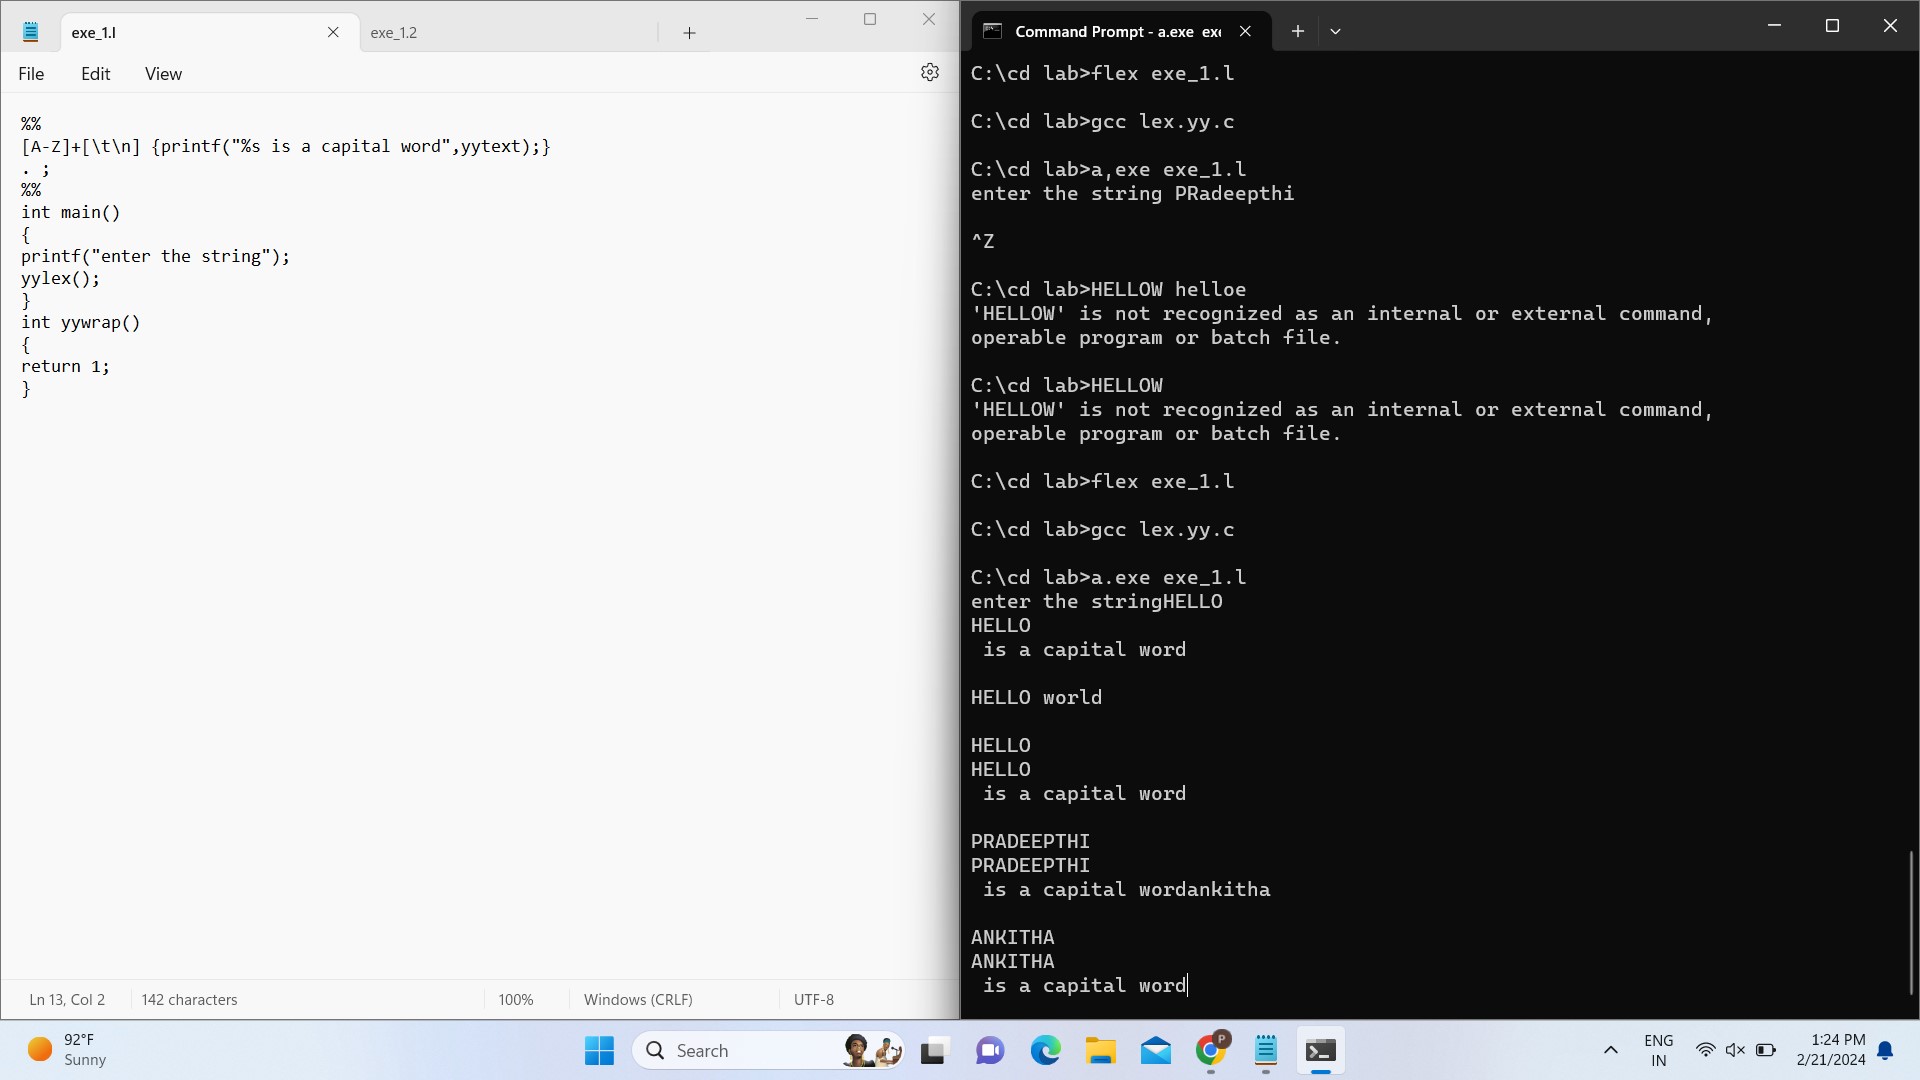 exe_1.l
exe_1.2
File
Edit
View
%%
[A-Z]+[\t\n] {printf("%s is a capital word",yytext);}
. ;
%%
int main()
{
printf("enter the string");
yylex();
}
int yywrap()
{
return 1;
}
Ln 13, Col 2
142 characters
100%
Windows (CRLF)
UTF-8
Command Prompt - a.exe exe
C:\cd lab>flex exe_1.l
C:\cd lab>gcc lex.yy.c
C:\cd lab>a,exe exe_1.l
enter the string PRadeepthi
^Z
C:\cd lab>HELLOW helloe
'HELLOW' is not recognized as an internal or external command,
operable program or batch file.
C:\cd lab>HELLOW
'HELLOW' is not recognized as an internal or external command,
operable program or batch file.
C:\cd lab>flex exe_1.l
C:\cd lab>gcc lex.yy.c
C:\cd lab>a.exe exe_1.l
enter the stringHELLO
HELLO
is a capital word
HELLO world
HELLO
HELLO
is a capital word
PRADEEPTHI
PRADEEPTHI
is a capital wordankitha
ANKITHA
ANKITHA
is a capital word
92°F
Sunny
Search
P
ENG
IN
1:24 PM
2/21/2024